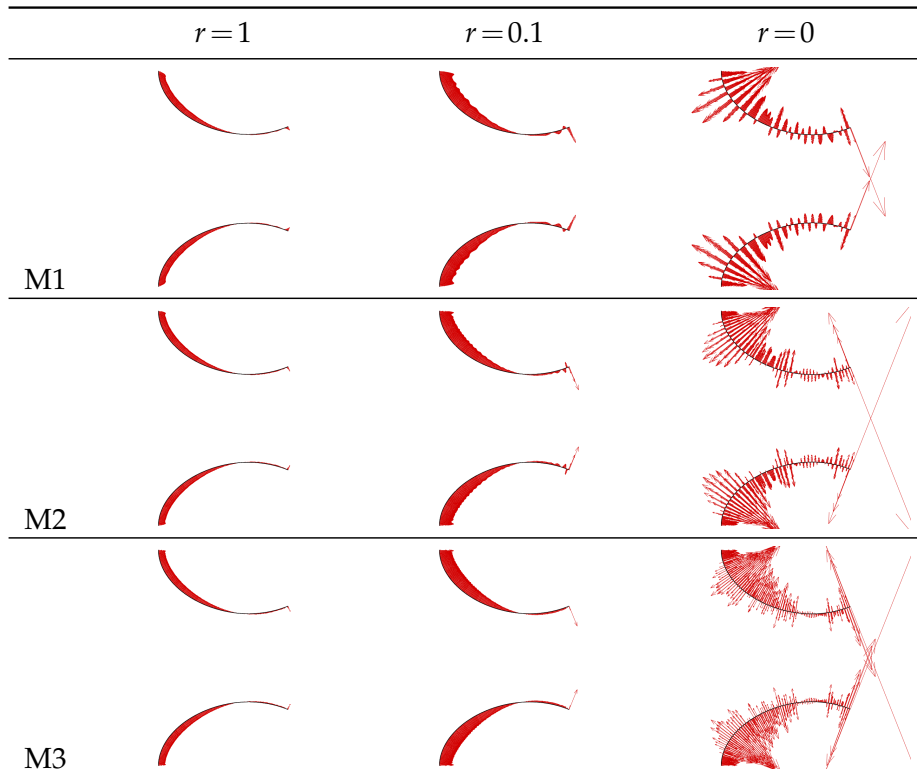 r = 1 r = 0.1 r = 0
M1
M2
M3